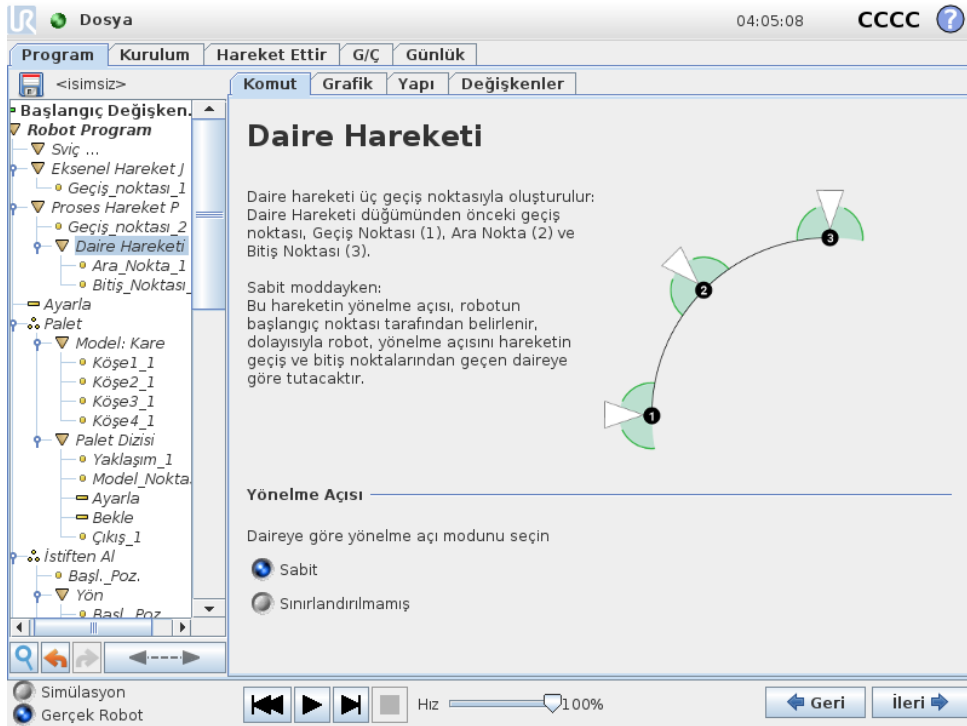 UR Dosya 04:05:08 CCCC ?
Program Kurulum Hareket Ettir G/Ç Günlük
<isimsiz>
Komut Grafik Yapı Değişkenler
Başlangıç Değişken.
Robot Program
Sviç ...
Eksenel Hareket J
Geçiş_noktası_1
Proses Hareket P
Geçiş_noktası_2
Daire Hareketi
Ara_Nokta_1
Bitiş_Noktası_
Ayarla
Palet
Model: Kare
Köşe1_1
Köşe2_1
Köşe3_1
Köşe4_1
Palet Dizisi
Yaklaşım_1
Model_Nokta
Ayarla
Bekle
Çıkış_1
İstiften Al
Başl._Poz.
Yön
Başl._Poz.
Daire Hareketi
Daire hareketi üç geçiş noktasıyla oluşturulur:
Daire Hareketi düğümünden önceki geçiş
noktası, Geçiş Noktası (1), Ara Nokta (2) ve
Bitiş Noktası (3).
Sabit moddayken:
Bu hareketin yönelme açısı, robotun
başlangıç noktası tarafından belirlenir,
dolayısıyla robot, yönelme açısını hareketin
geçiş ve bitiş noktalarından geçen daireye
göre tutacaktır.
3
2
1
Yönelme Açısı
Daireye göre yönelme açı modunu seçin
Sabit
Sınırlandırılmamış
Simülasyon
Gerçek Robot
Hız 100%
Geri İleri